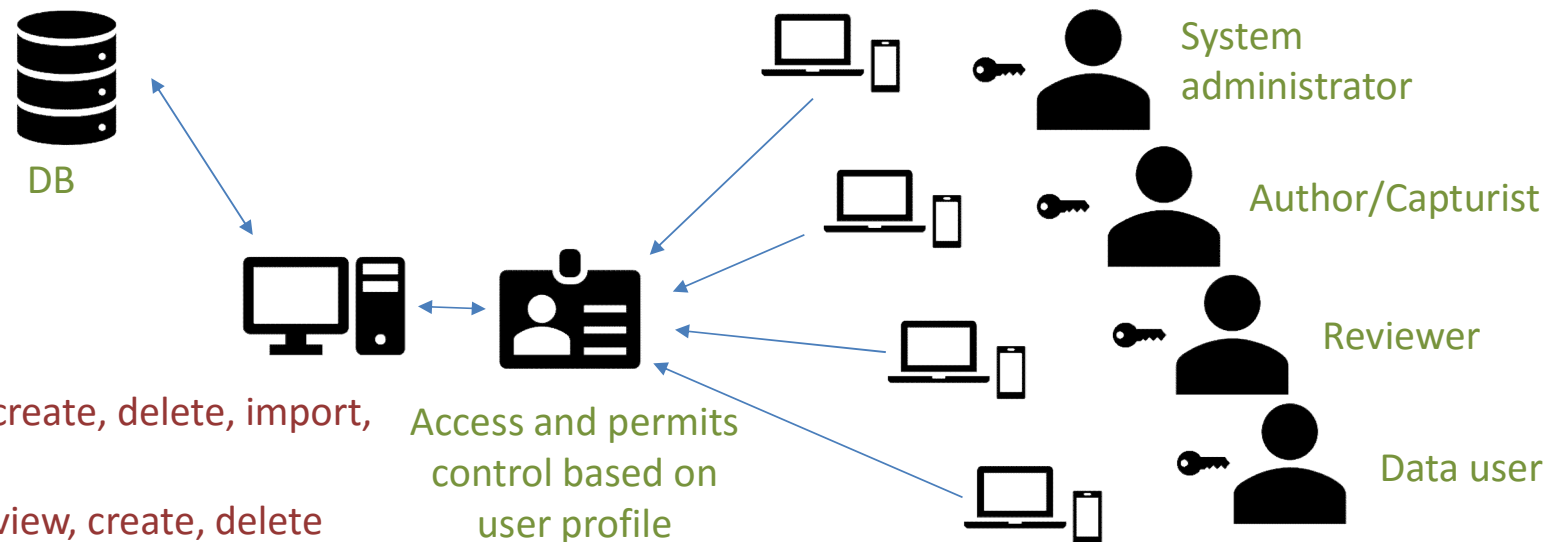 System
administrator
DB
Author/Capturist
Reviewer
create, delete, import,
Access and permits
control based on
user profile
Data user
view, create, delete